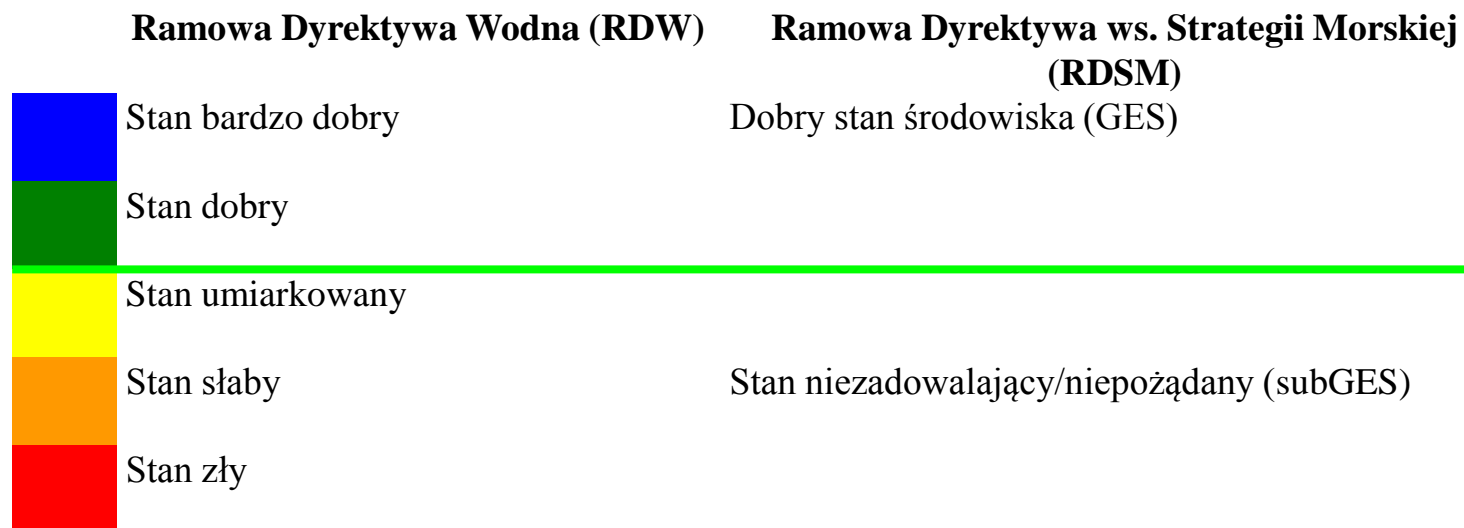 Ramowa Dyrektywa Wodna (RDW) Ramowa Dyrektywa ws. Strategii Morskiej
(RDSM)
Stan bardzo dobry Dobry stan środowiska (GES)
Stan dobry
Stan umiarkowany
Stan słaby Stan niezadowalający/niepożądany (subGES)
Stan zły